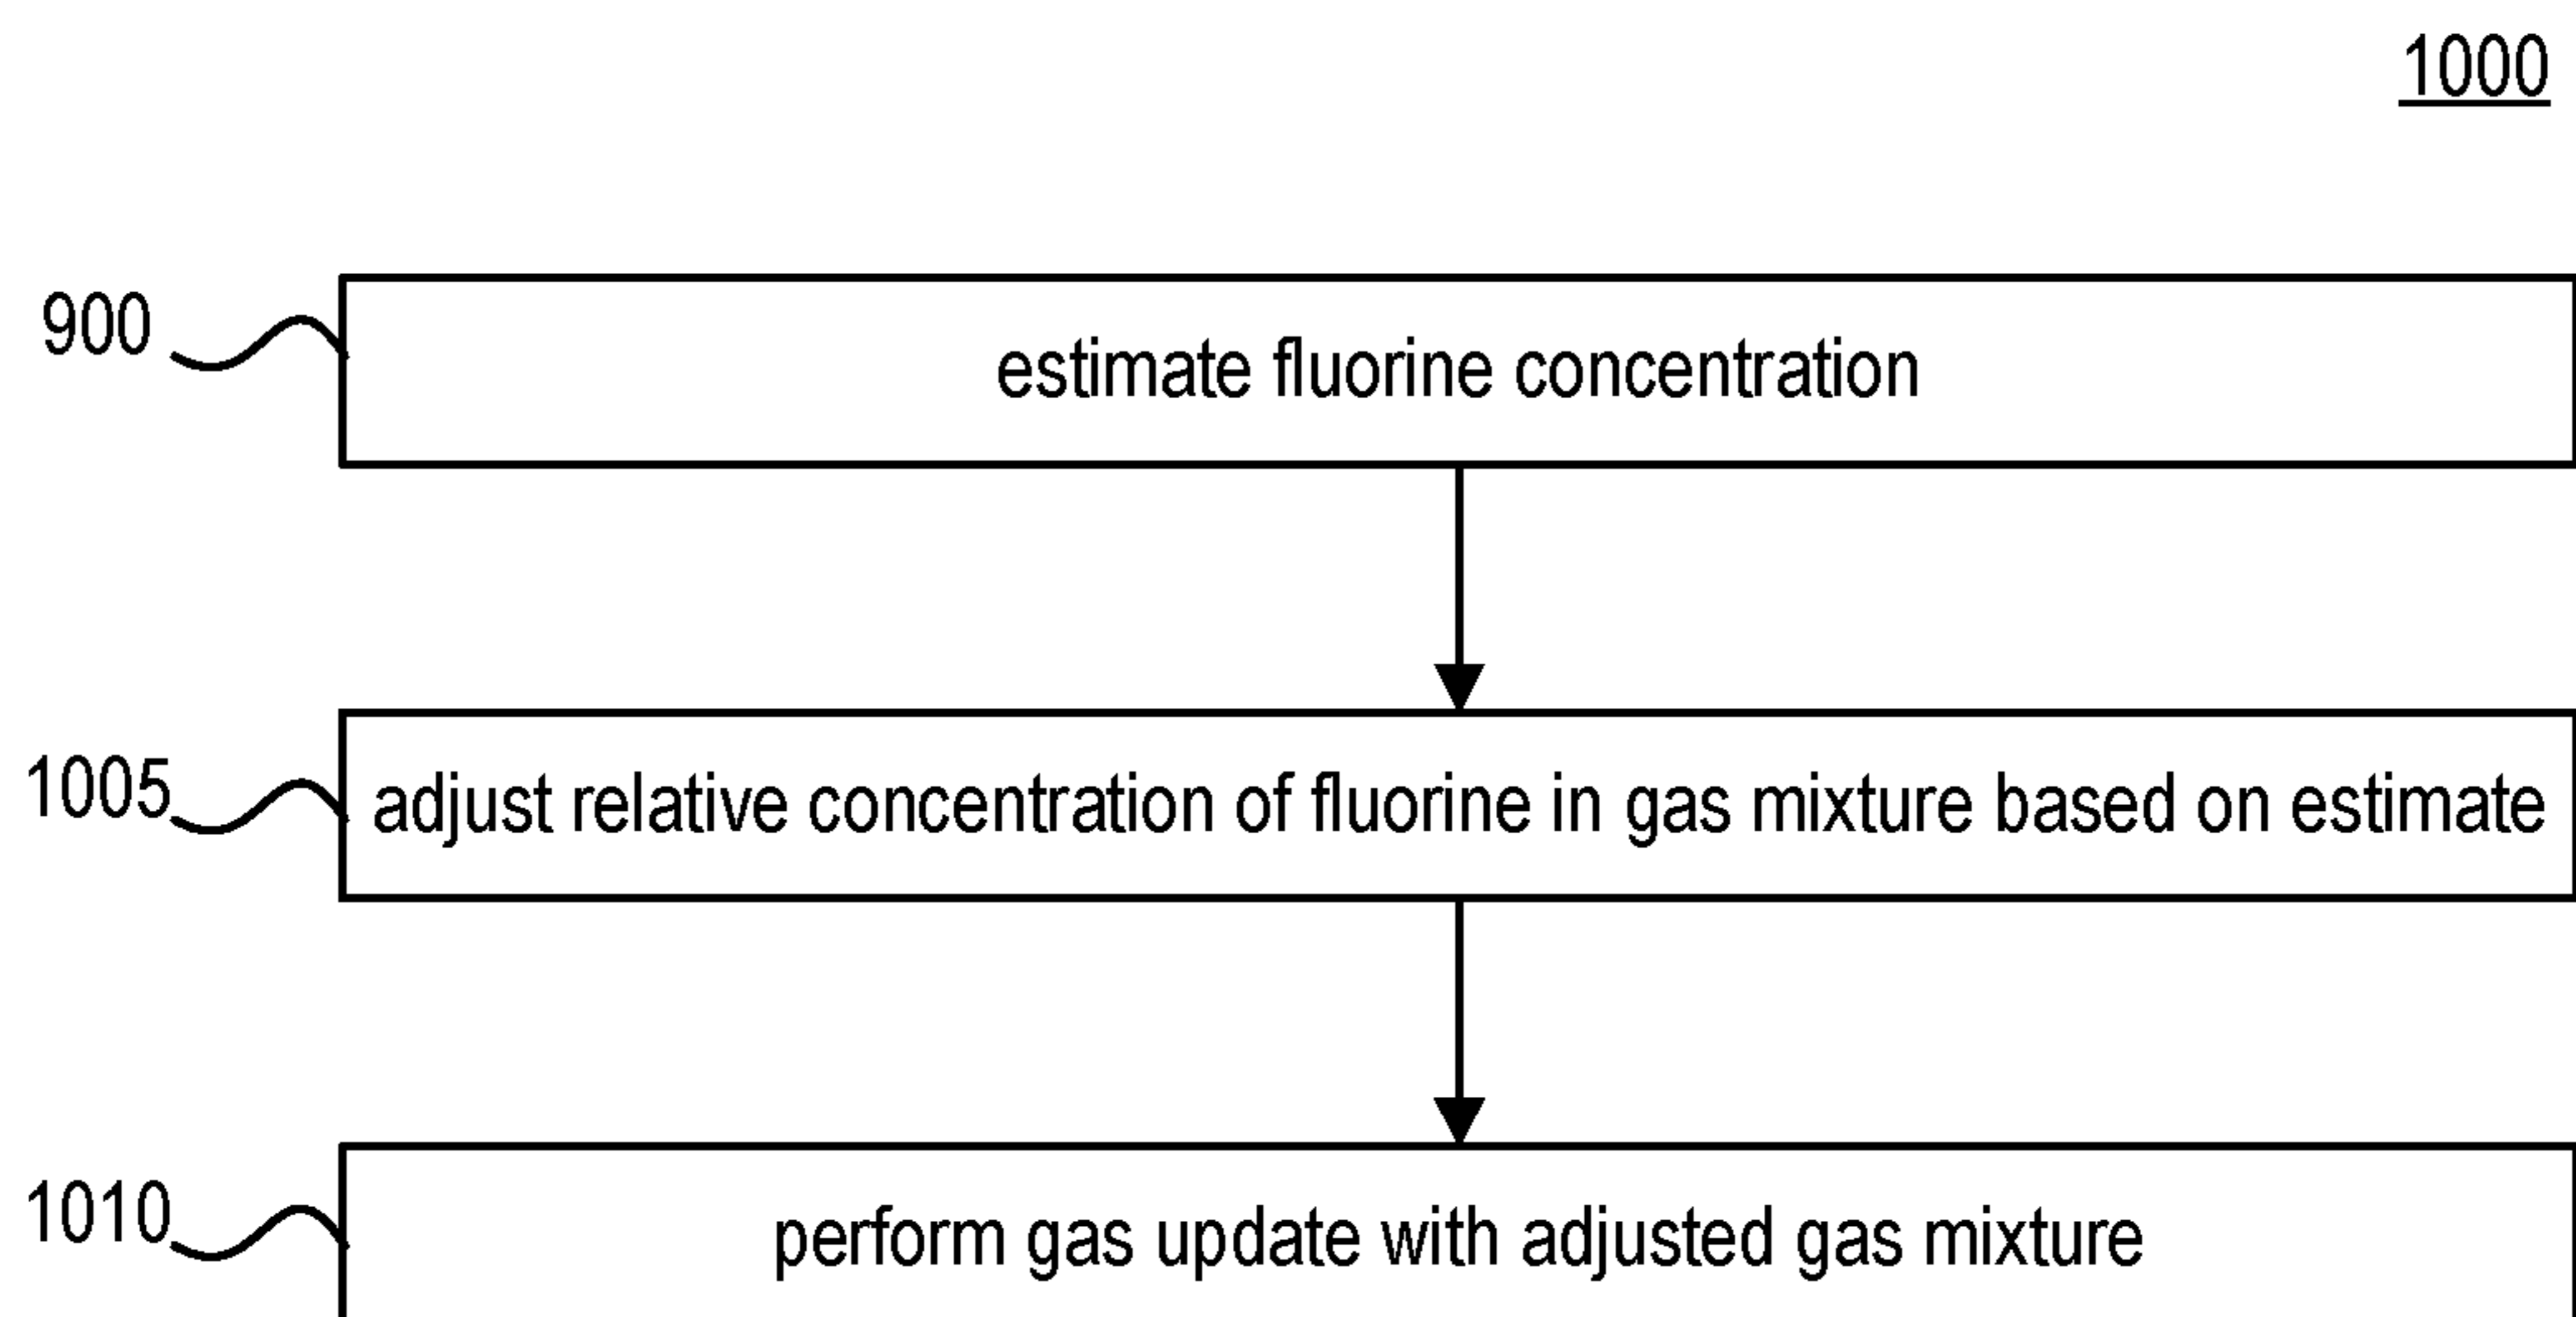 1000
900
estimate fluorine concentration
1005
adjust relative concentration of fluorine in gas mixture based on estimate
1010
perform gas update with adjusted gas mixture